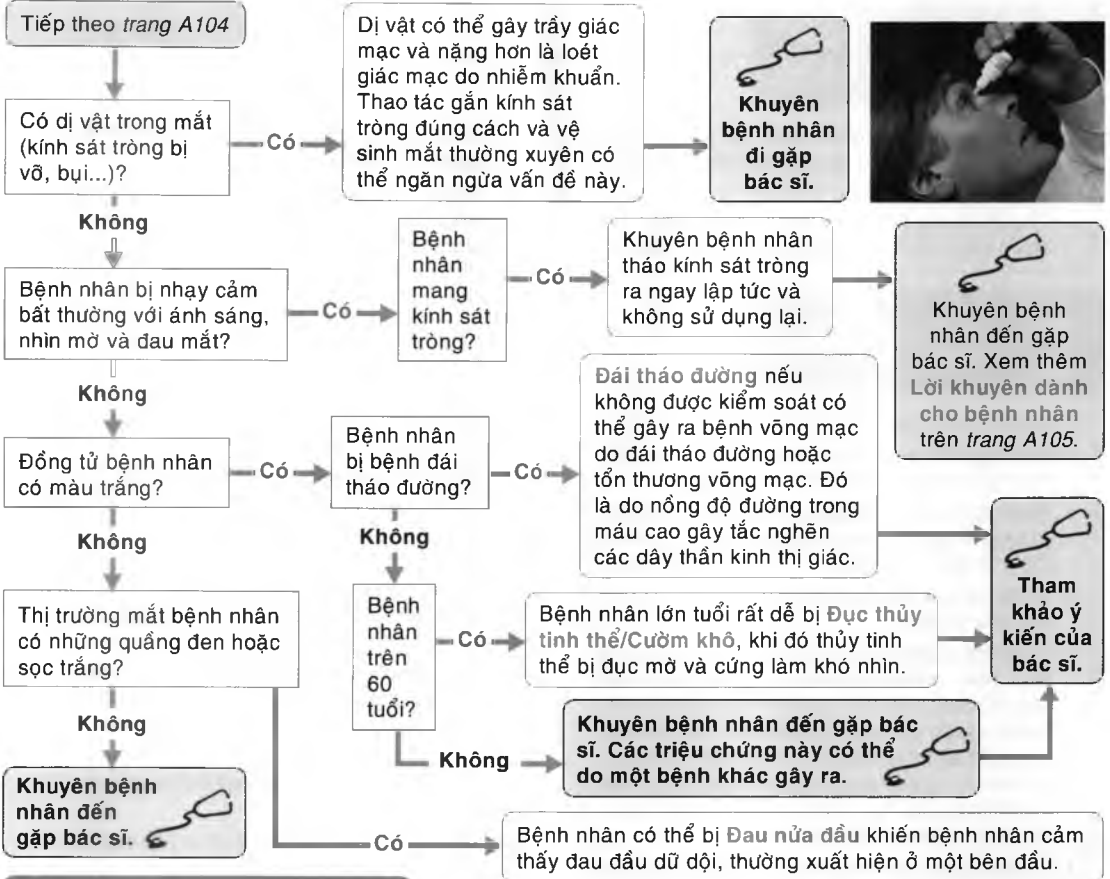 Tiếp theo trang A104
Có dị vật trong mắt
(kính sát tròng bị
vỡ, bụi...)?
Có
Dị vật có thể gây trầy giác
mạc và nặng hơn là loét
giác mạc do nhiễm khuẩn.
Thao tác gắn kính sát
tròng đúng cách và vệ
sinh mắt thường xuyên có
thể ngăn ngừa vấn đề này.
Khuyên
bệnh nhân
đi gặp
bác sĩ.
Không
Bệnh nhân bị nhạy cảm
bất thường với ánh sáng,
nhìn mờ và đau mắt?
Có
Bệnh
nhân
mang
kính sát
tròng?
Có
Khuyên bệnh nhân
tháo kính sát tròng
ra ngay lập tức và
không sử dụng lại.
Khuyên bệnh
nhân đến gặp
bác sĩ. Xem thêm
Lời khuyên dành
cho bệnh nhân
trên trang A105.
Không
Đồng tử bệnh nhân
có màu trắng?
Có
Bệnh nhân
bị bệnh đái
tháo đường?
Có
Đái tháo đường nếu
không được kiểm soát có
thể gây ra bệnh võng mạc
do đái tháo đường hoặc
tổn thương võng mạc. Đó
là do nồng độ đường trong
máu cao gây tắc nghẽn
các dây thần kinh thị giác.
Tham
khảo ý
kiến của
bác sĩ.
Không
Không
Bệnh
nhân
trên
60
tuổi?
Có
Bệnh nhân lớn tuổi rất dễ bị Đục thủy
tinh thể/Cườm khô, khi đó thủy tinh
thể bị đục mờ và cứng làm khó nhìn.
Không
Khuyên bệnh nhân đến gặp bác
sĩ. Các triệu chứng này có thể
do một bệnh khác gây ra.
Thị trường mắt bệnh nhân
có những quầng đen hoặc
sọc trắng?
Không
Khuyên bệnh
nhân đến
gặp bác sĩ.
Có
Bệnh nhân có thể bị Đau nửa đầu khiến bệnh nhân cảm
thấy đau đầu dữ dội, thường xuất hiện ở một bên đầu.